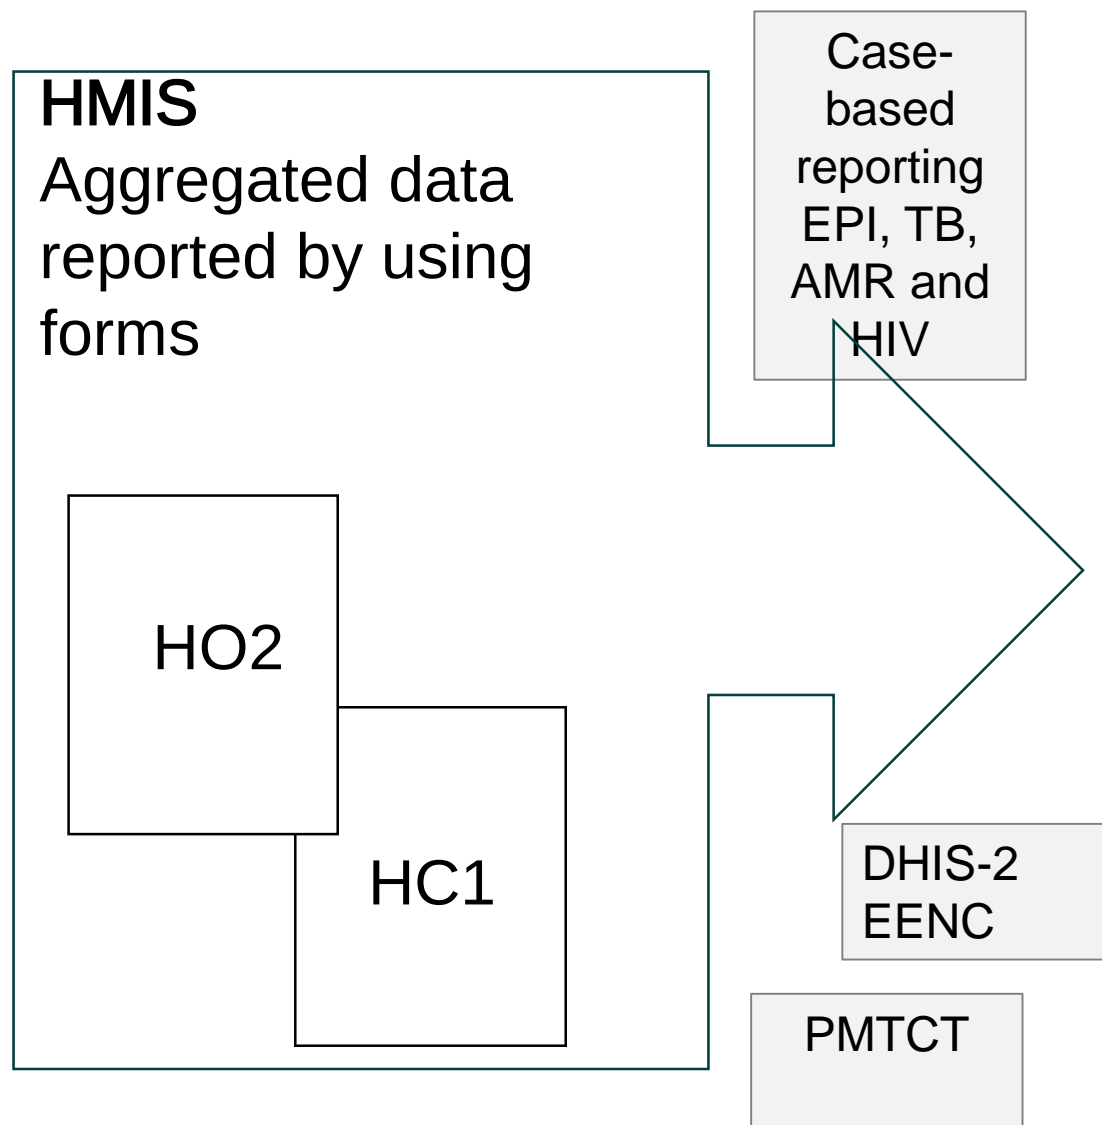 HMIS
Aggregated data
reported by using
forms
Case-
based
reporting
EPI, TB,
AMR and
HIV
HO2
HC1
DHIS-2
EENC
PMTCT